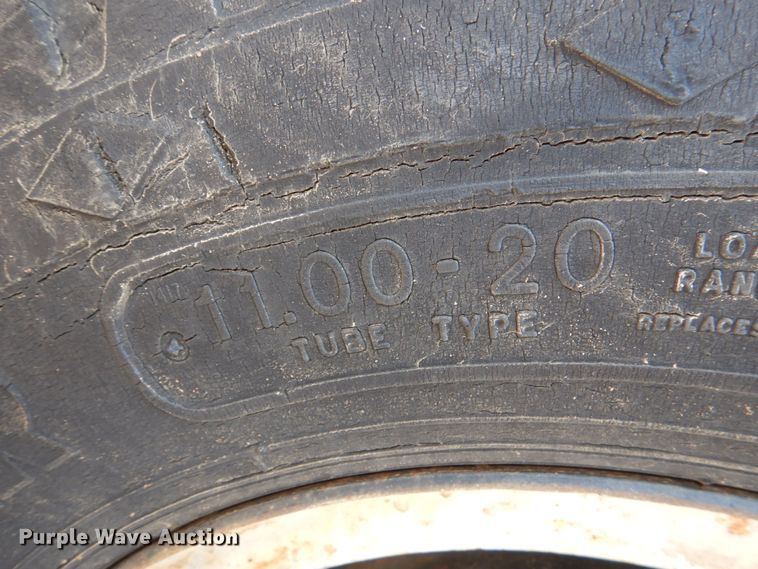 11.00-20
TUBE TYPE
LOA
RAN
REPLACES
Purple Wave Auction